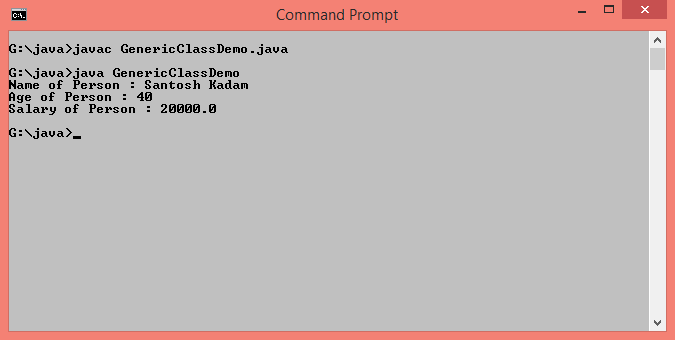 Command Prompt
G:\java>javac GenericClassDemo.java
G:\java>java GenericClassDemo
Name of Person : Santosh Kadam
Age of Person : 40
Salary of Person : 20000.0
G:\java>_